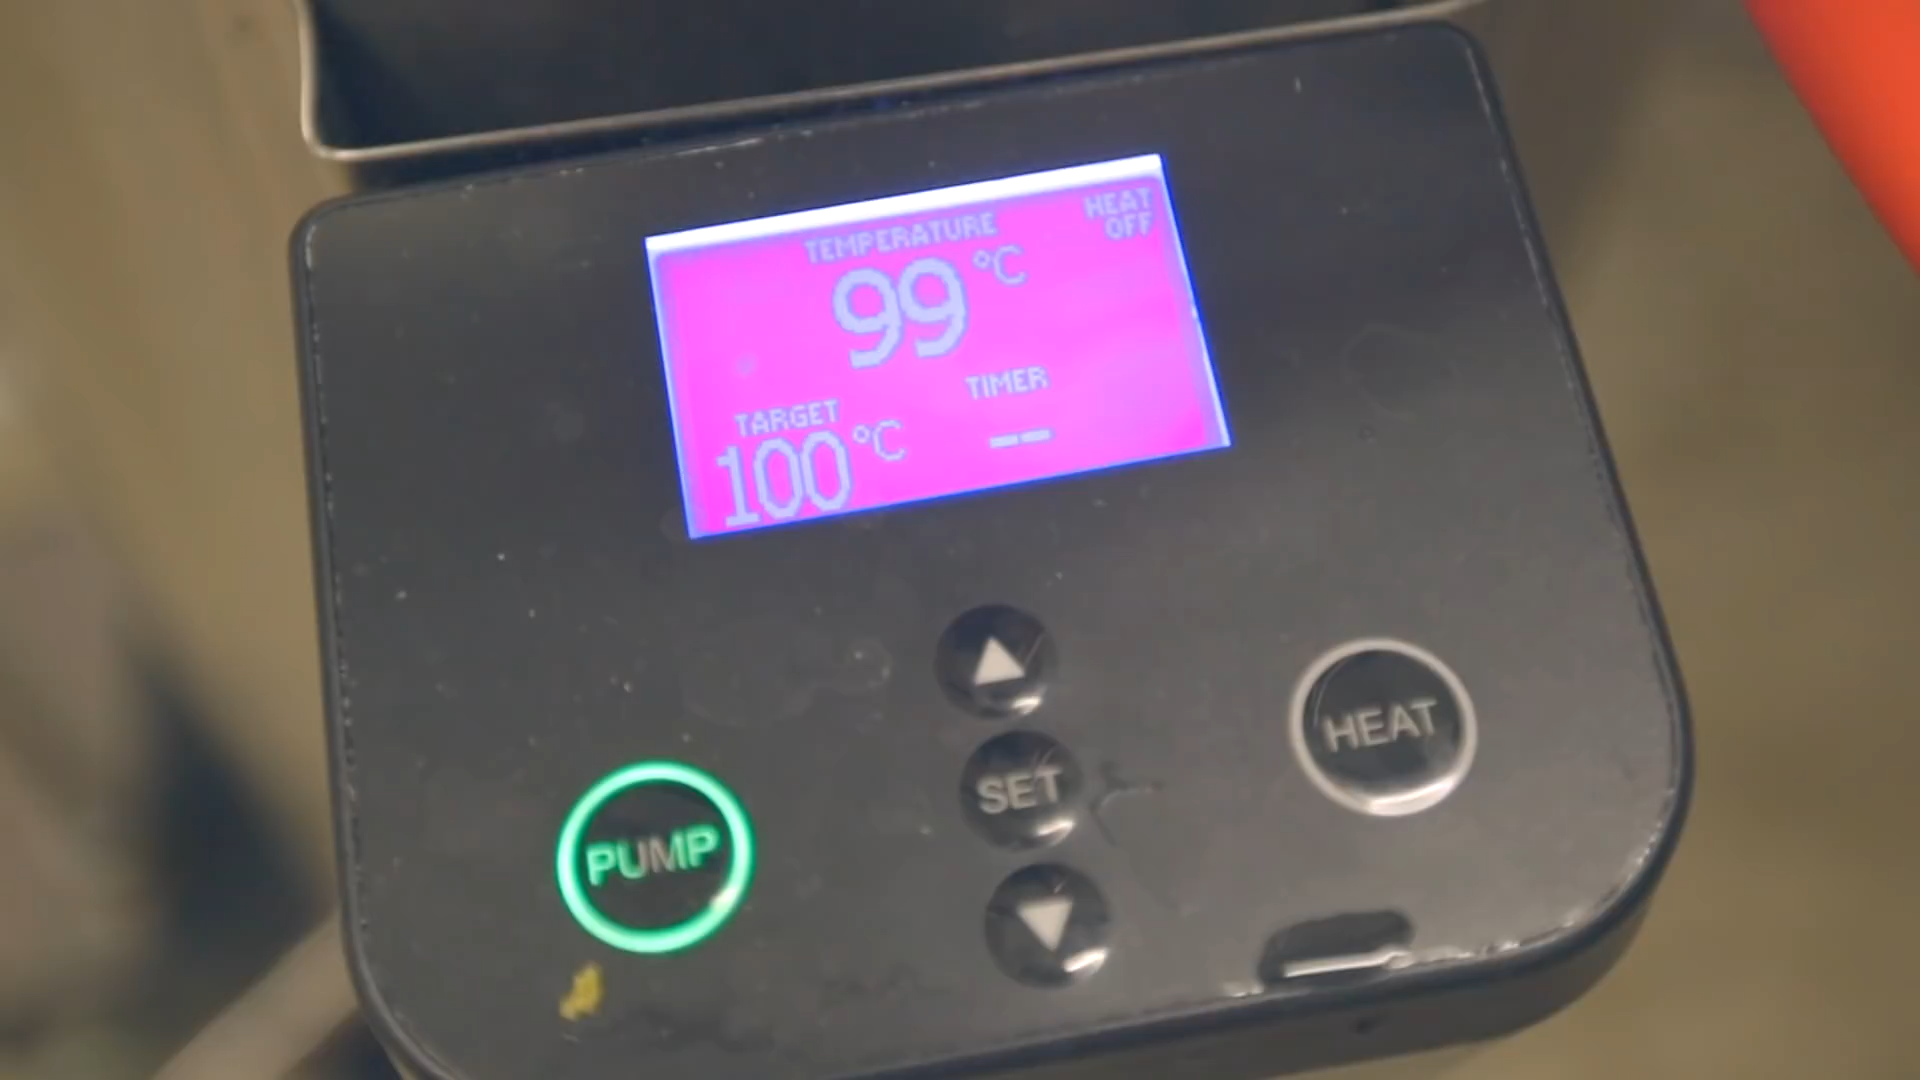 TEMPERATURE
HEAT
OFF
99 °C
TIMER
TARGET
100 °C
--
HEAT
SET
PUMP